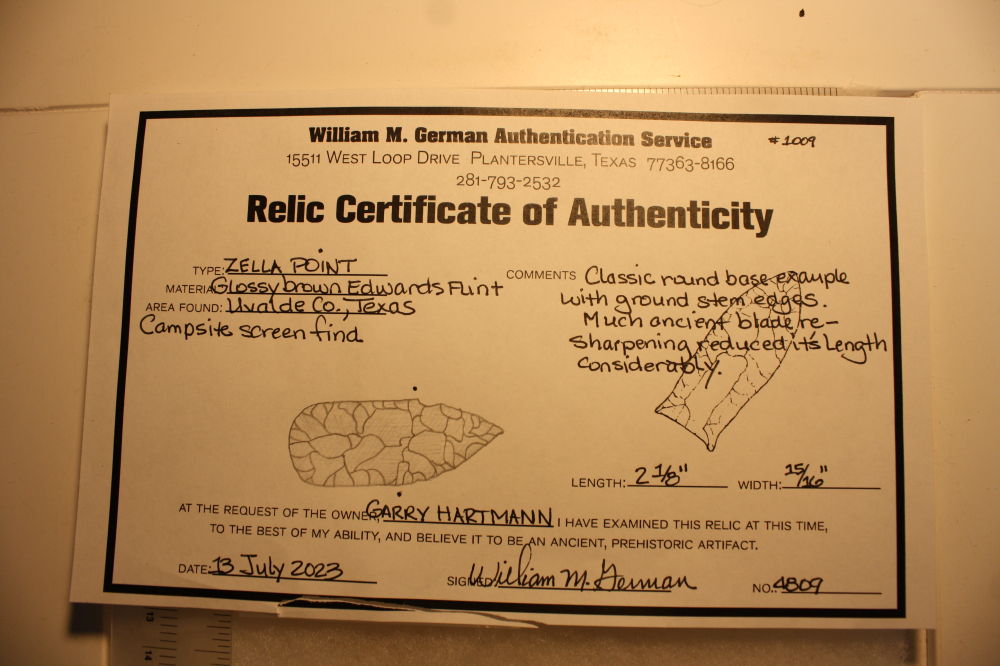 William M. German Authentication Service #1009
15511 West Loop Drive Plantersville, Texas 77363-8166
281-793-2532
Relic Certificate of Authenticity
TYPE: ZELLA POINT
MATERIAL Glossy brown Edwards Flint
AREA FOUND: Uvalde Co., Texas
Campsite screen find
COMMENTS Classic round base example
with ground stem edges.
Much ancient blade re-
sharpening reduced its length
considerably.
LENGTH: 2 1/8" WIDTH: 15/16"
AT THE REQUEST OF THE OWNER, GARRY HARTMANN I HAVE EXAMINED THIS RELIC AT THIS TIME,
TO THE BEST OF MY ABILITY, AND BELIEVE IT TO BE AN ANCIENT, PREHISTORIC ARTIFACT.
DATE: 13 July 2023 SIGNED William M. German NO. 4809
13
14